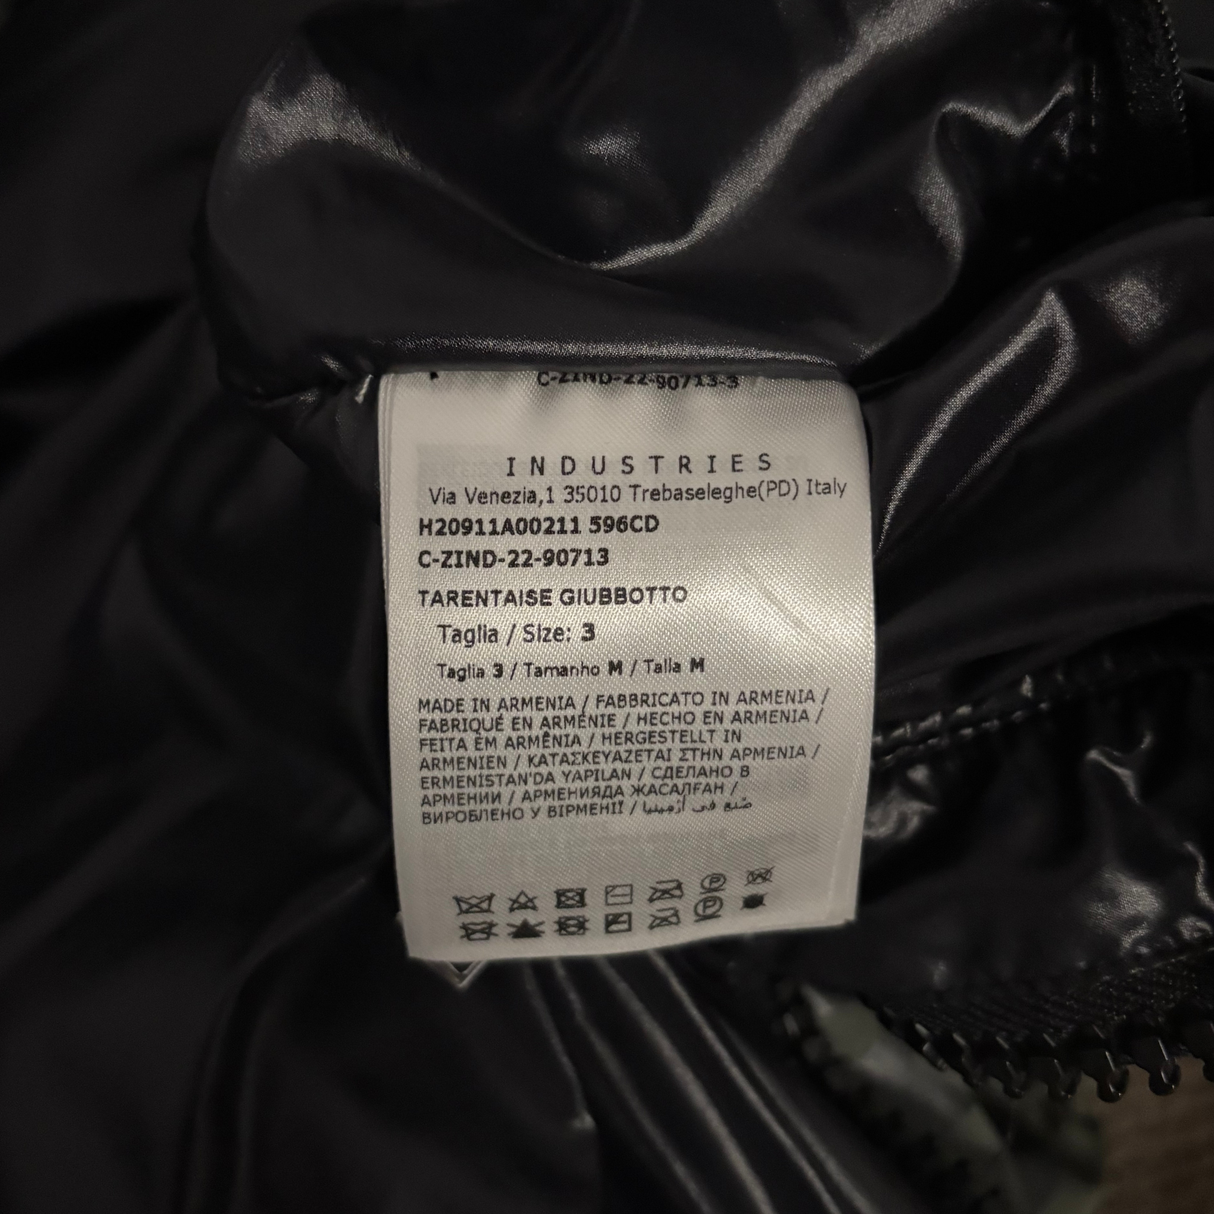 C-ZIND-22-90713-3
INDUSTRIES
Via Venezia,1 35010 Trebaseleghe(PD) Italy
H20911A00211 596CD
C-ZIND-22-90713
TARENTAISE GIUBBOTTO
Taglia / Size: 3
Taglia 3 / Tamanho M / Talla M
MADE IN ARMENIA / FABBRICATO IN ARMENIA /
FABRIQUÉ EN ARMÉNIE / HECHO EN ARMENIA /
FEITA EM ARMÊNIA / HERGESTELLT IN
ARMENIEN / ΚΑΤΑΣΚΕΥΑΖΕΤΑΙ ΣΤΗΝ ΑΡΜΕΝΙΑ /
ERMENİSTAN'DA YAPILAN / СДЕЛАНО В
АРМЕНИИ / АРМЕНИЯДА ЖАСАЛҒАН /
ВИРОБЛЕНО У ВІРМЕНІЇ / صُنع في أرمينيا